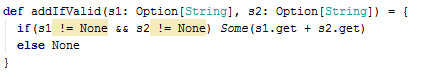 def addIfValid(s1: Option[String], s2: Option[String]) = {
  if(s1 != None && s2 != None) Some(s1.get + s2.get)
  else None
}